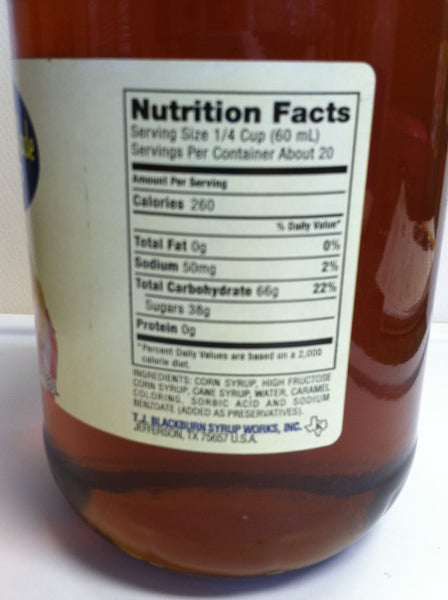 Nutrition Facts
Serving Size 1/4 Cup (60 mL)
Servings Per Container About 20
Amount Per Serving
Calories 260
% Daily Value*
Total Fat 0g 0%
Sodium 50mg 2%
Total Carbohydrate 66g 22%
Sugars 36g
Protein 0g
*Percent Daily Values are based on a 2,000
calorie diet.
INGREDIENTS: CORN SYRUP, HIGH FRUCTOSE
CORN SYRUP, CANE SYRUP, WATER, CARAMEL
COLORING, SORBIC ACID AND SODIUM
BENZOATE (ADDED AS PRESERVATIVES).
T.J. BLACKBURN SYRUP WORKS, INC.
JEFFERSON, TX 75657 U.S.A.